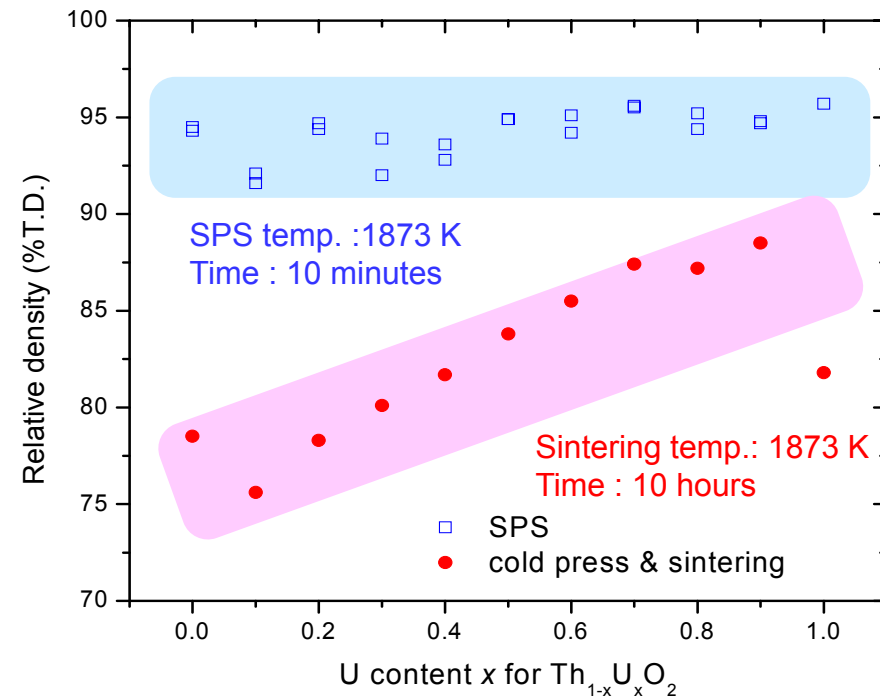 100
95
90
85
80
75
70
Relative density (%T.D.)
SPS temp. :1873 K
Time : 10 minutes
Sintering temp.: 1873 K
Time : 10 hours
SPS
cold press & sintering
0.0 0.2 0.4 0.6 0.8 1.0
U content x for Th₁₋ₓUₓO₂